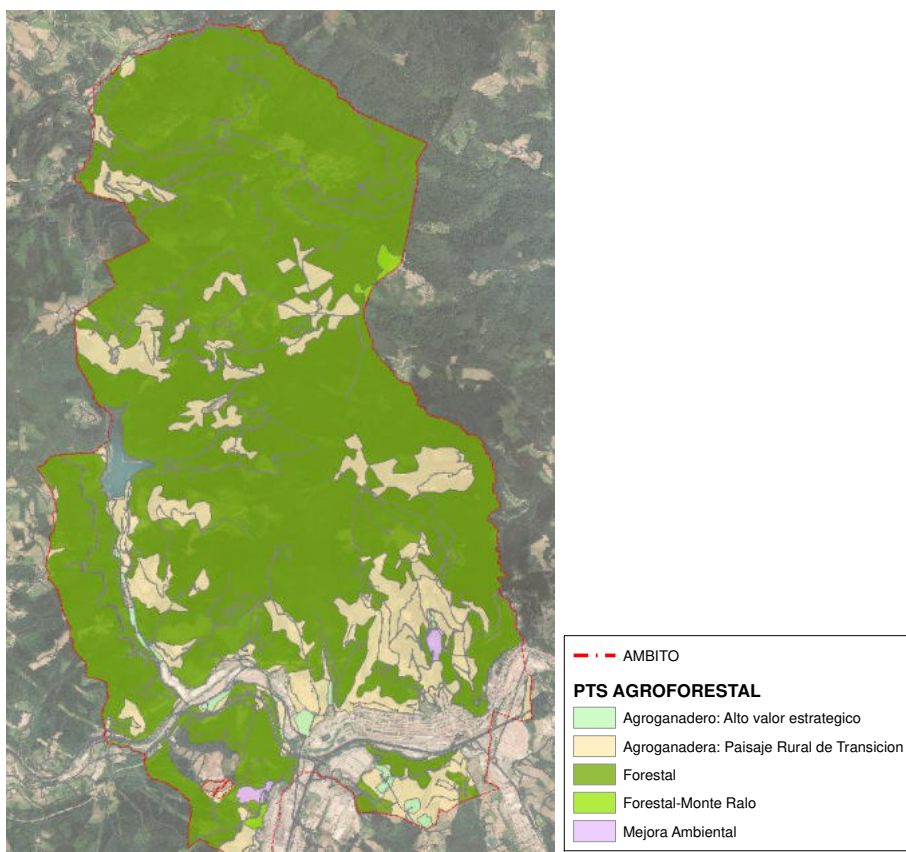 AMBITO
PTS AGROFORESTAL
Agroganadero: Alto valor estrategico
Agroganadera: Paisaje Rural de Transicion
Forestal
Forestal-Monte Ralo
Mejora Ambiental